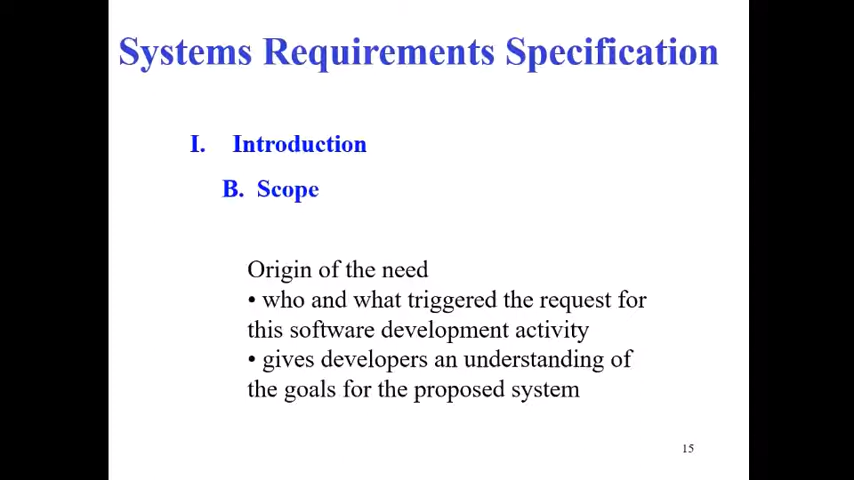 Systems Requirements Specification
I. Introduction
B. Scope
Origin of the need
• who and what triggered the request for
this software development activity
• gives developers an understanding of
the goals for the proposed system
15